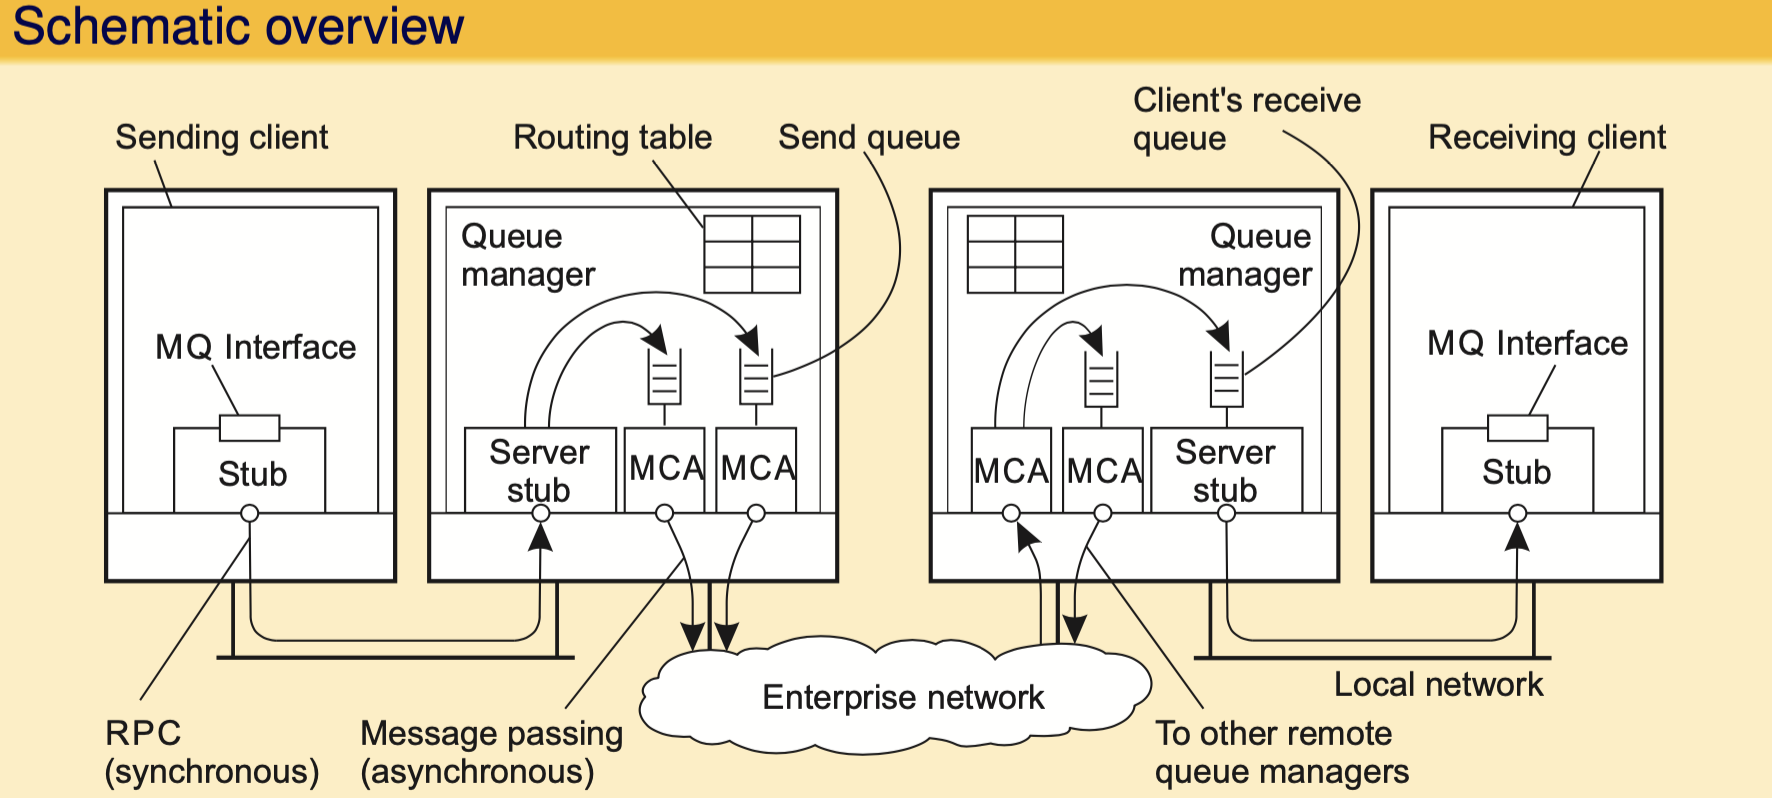 Schematic overview
Sending client
Routing table
Send queue
Client's receive
queue
Receiving client
Queue
manager
Queue
manager
MQ Interface
MQ Interface
Stub
Server
stub
MCA
MCA
MCA
MCA
Server
stub
Stub
Enterprise network
Local network
RPC
(synchronous)
Message passing
(asynchronous)
To other remote
queue managers